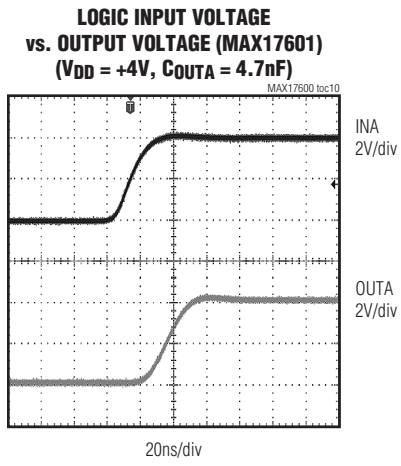 LOGIC INPUT VOLTAGE
vs. OUTPUT VOLTAGE (MAX17601)
(VDD = +4V, COUTA = 4.7nF)
MAX17600 toc10
INA
2V/div
OUTA
2V/div
20ns/div